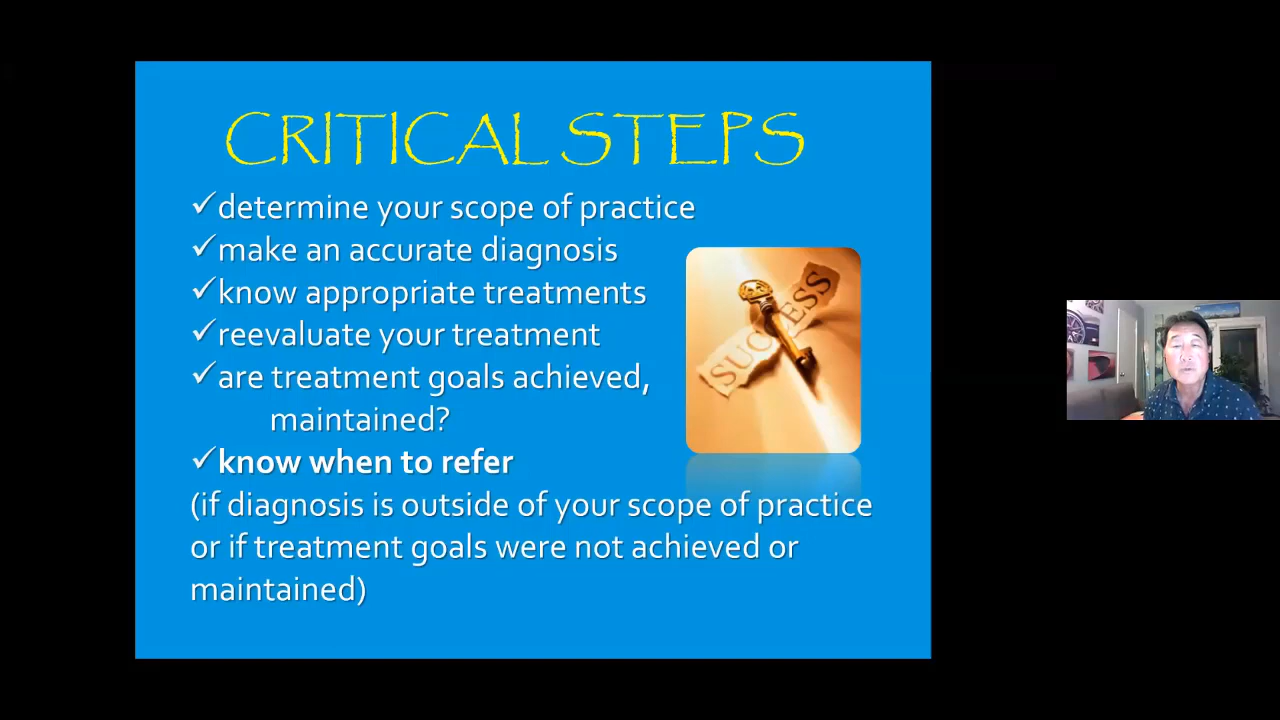 CRITICAL STEPS
✓determine your scope of practice
✓make an accurate diagnosis
✓know appropriate treatments
✓reevaluate your treatment
✓are treatment goals achieved,
maintained?
✓know when to refer
(if diagnosis is outside of your scope of practice
or if treatment goals were not achieved or
maintained)
SUCCESS